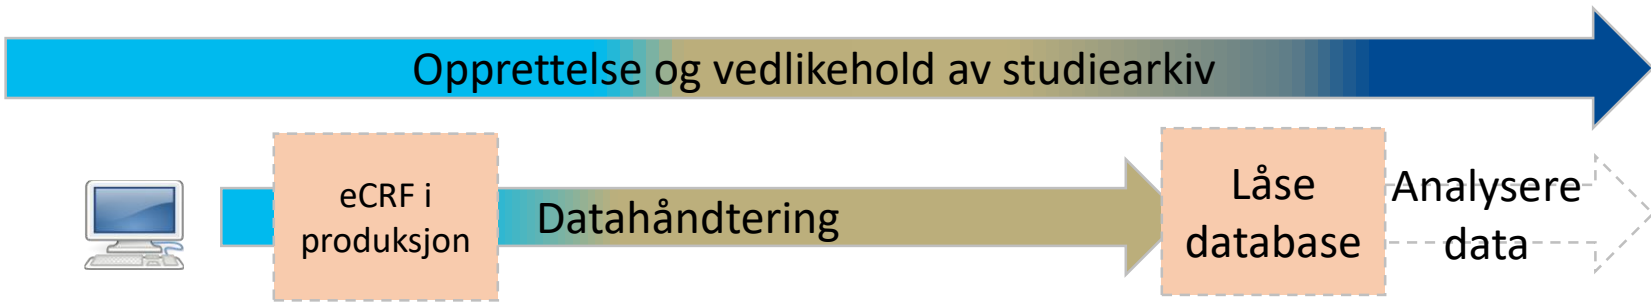 Opprettelse og vedlikehold av studiearkiv
eCRF i
produksjon
Datahåndtering
Låse
database
Analysere
data